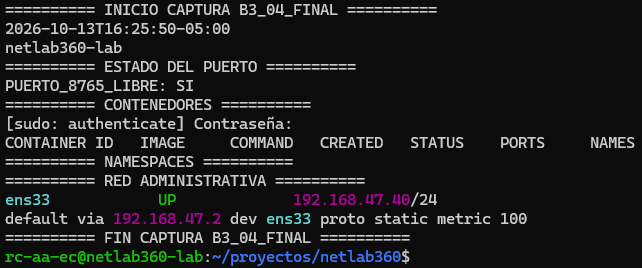 ========== INICIO CAPTURA B3_04_FINAL ==========
2026-10-13T16:25:50-05:00
netlab360-lab
========== ESTADO DEL PUERTO ==========
PUERTO_8765_LIBRE: SI
========== CONTENEDORES ==========
[sudo: authenticate] Contraseña:
CONTAINER ID   IMAGE     COMMAND   CREATED   STATUS    PORTS     NAMES
========== NAMESPACES ==========
========== RED ADMINISTRATIVA ==========
ens33            UP             192.168.47.40/24
default via 192.168.47.2 dev ens33 proto static metric 100
========== FIN CAPTURA B3_04_FINAL ==========
rc-aa-ec@netlab360-lab:~/proyectos/netlab360$